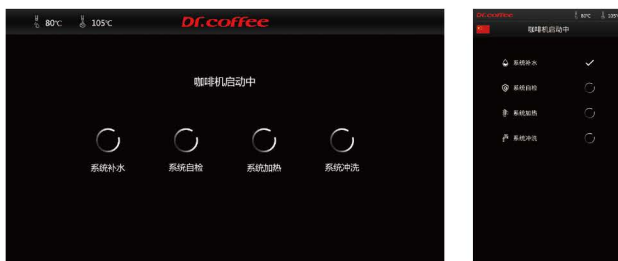 80℃ 105℃ Dr.coffee
咖啡机启动中
系统补水 系统自检 系统加热 系统冲洗
Dr.coffee 80℃ 105℃
咖啡机启动中
系统补水
系统自检
系统加热
系统冲洗